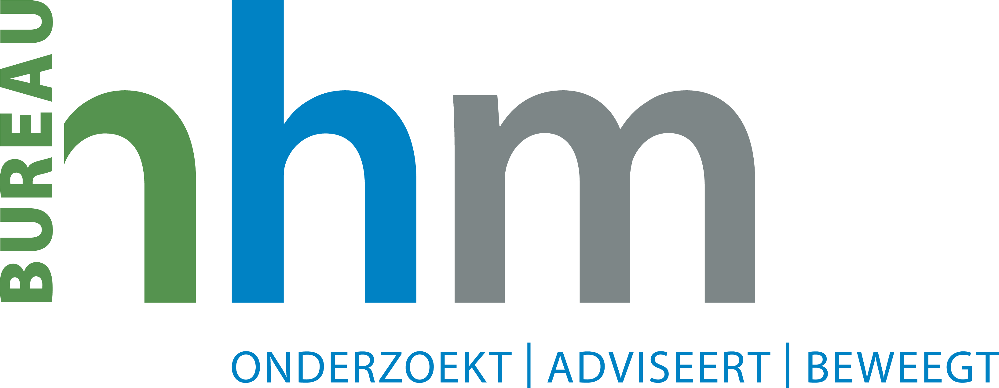 BUREAU
hhm
ONDERZOEKT | ADVISEERT | BEWEEGT